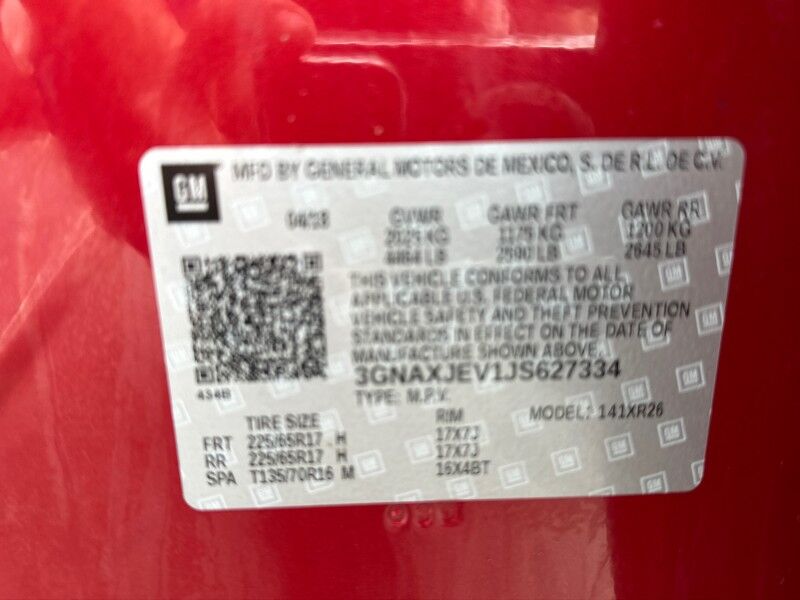 GM MFD BY GENERAL MOTORS DE MEXICO, S. DE R.L. DE C.V.
04/18 GVWR GAWR FRT GAWR RR
KG 1175 KG 1200 KG
LB 2590 LB 2645 LB
THIS VEHICLE CONFORMS TO ALL
APPLICABLE U.S. FEDERAL MOTOR
VEHICLE SAFETY AND THEFT PREVENTION
STANDARDS IN EFFECT ON THE DATE OF
MANUFACTURE SHOWN ABOVE.
3GNAXJEV1JS627334
434B
TYPE: M.P.V. MODEL: 141XR26
TIRE SIZE RIM
FRT 225/65R17 H 17X7J
RR 225/65R17 H 17X7J
SPA T135/70R16 M 16X4BT